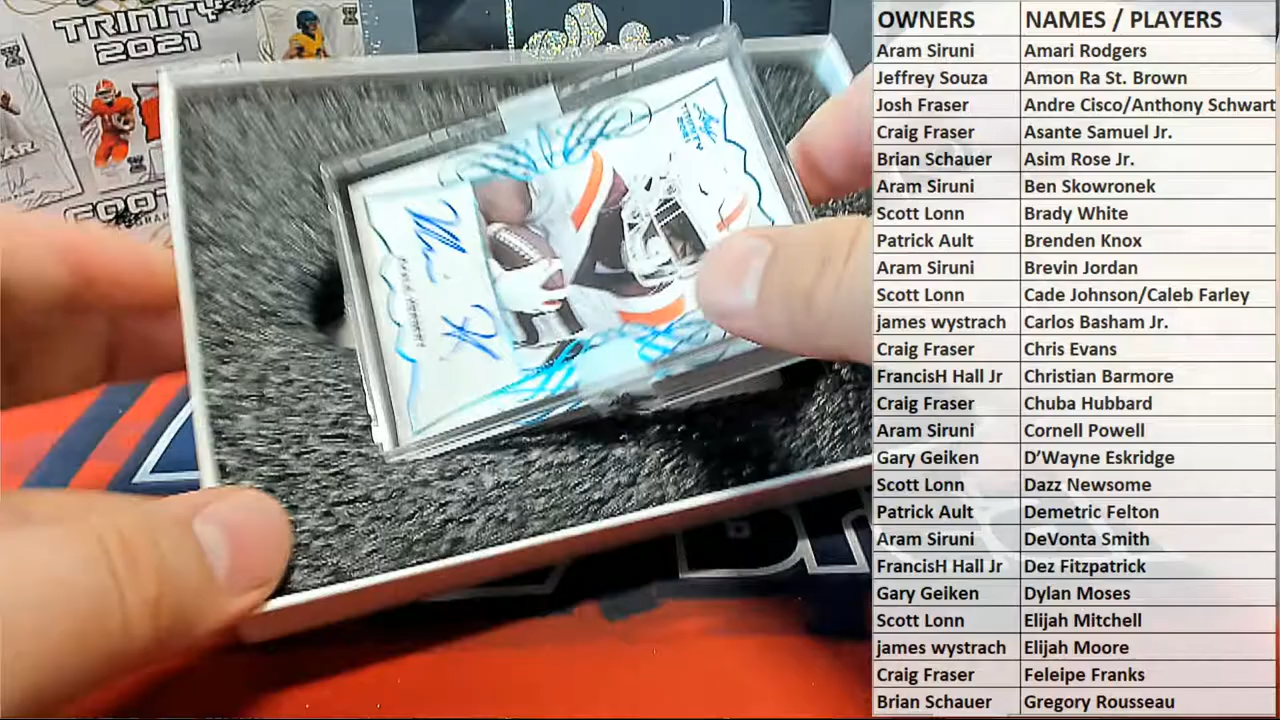 TRINITY
2021
OWNERS NAMES / PLAYERS
Aram Siruni Amari Rodgers
Jeffrey Souza Amon Ra St. Brown
Josh Fraser Andre Cisco/Anthony Schwart
Craig Fraser Asante Samuel Jr.
Brian Schauer Asim Rose Jr.
Aram Siruni Ben Skowronek
Scott Lonn Brady White
Patrick Ault Brenden Knox
Aram Siruni Brevin Jordan
Scott Lonn Cade Johnson/Caleb Farley
james wystrach Carlos Basham Jr.
Craig Fraser Chris Evans
FrancisH Hall Jr Christian Barmore
Craig Fraser Chuba Hubbard
Aram Siruni Cornell Powell
Gary Geiken D’Wayne Eskridge
Scott Lonn Dazz Newsome
Patrick Ault Demetric Felton
Aram Siruni DeVonta Smith
FrancisH Hall Jr Dez Fitzpatrick
Gary Geiken Dylan Moses
Scott Lonn Elijah Mitchell
james wystrach Elijah Moore
Craig Fraser Feleipe Franks
Brian Schauer Gregory Rousseau